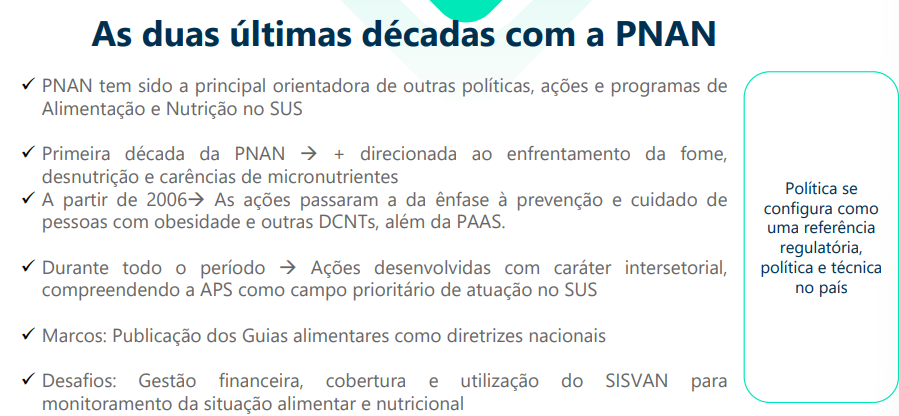 As duas últimas décadas com a PNAN
✓ PNAN tem sido a principal orientadora de outras políticas, ações e programas de
Alimentação e Nutrição no SUS
✓ Primeira década da PNAN → + direcionada ao enfrentamento da fome,
desnutrição e carências de micronutrientes
✓ A partir de 2006→ As ações passaram a da ênfase à prevenção e cuidado de
pessoas com obesidade e outras DCNTs, além da PAAS.
✓ Durante todo o período → Ações desenvolvidas com caráter intersetorial,
compreendendo a APS como campo prioritário de atuação no SUS
✓ Marcos: Publicação dos Guias alimentares como diretrizes nacionais
✓ Desafios: Gestão financeira, cobertura e utilização do SISVAN para
monitoramento da situação alimentar e nutricional
Política se
configura como
uma referência
regulatória,
política e técnica
no país